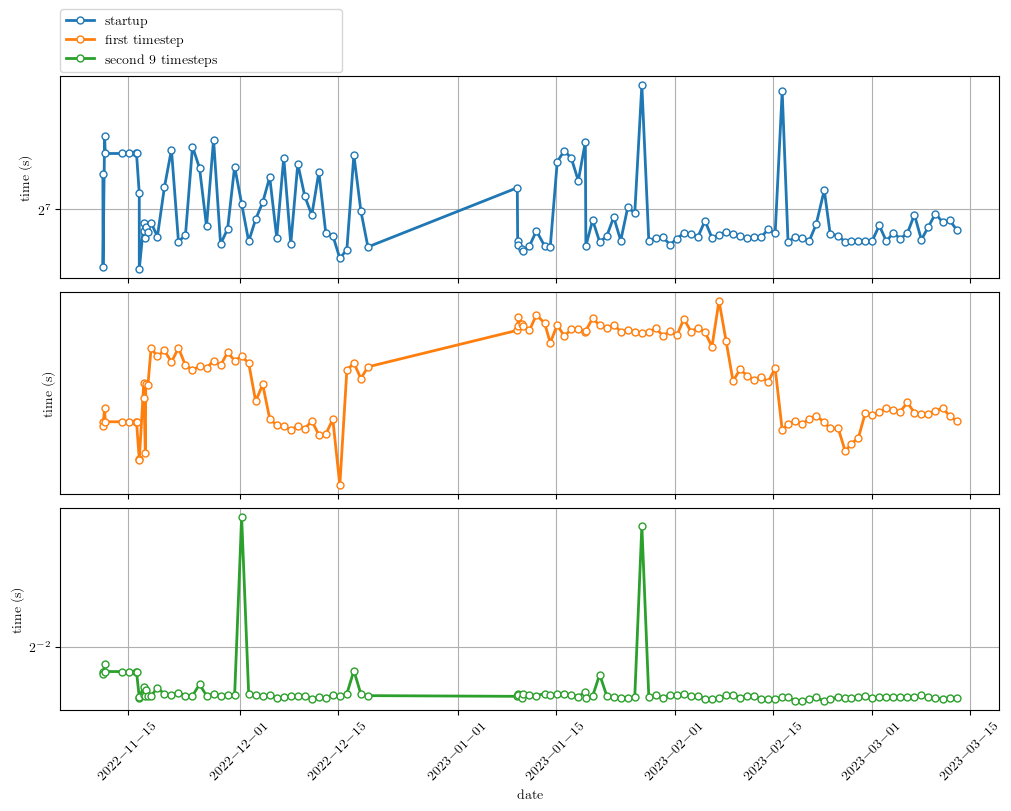 startup
first timestep
second 9 timesteps
time (s)
2⁷
time (s)
time (s)
2⁻²
2022−11−15
2022−12−01
2022−12−15
2023−01−01
2023−01−15
2023−02−01
2023−02−15
2023−03−01
2023−03−15
date